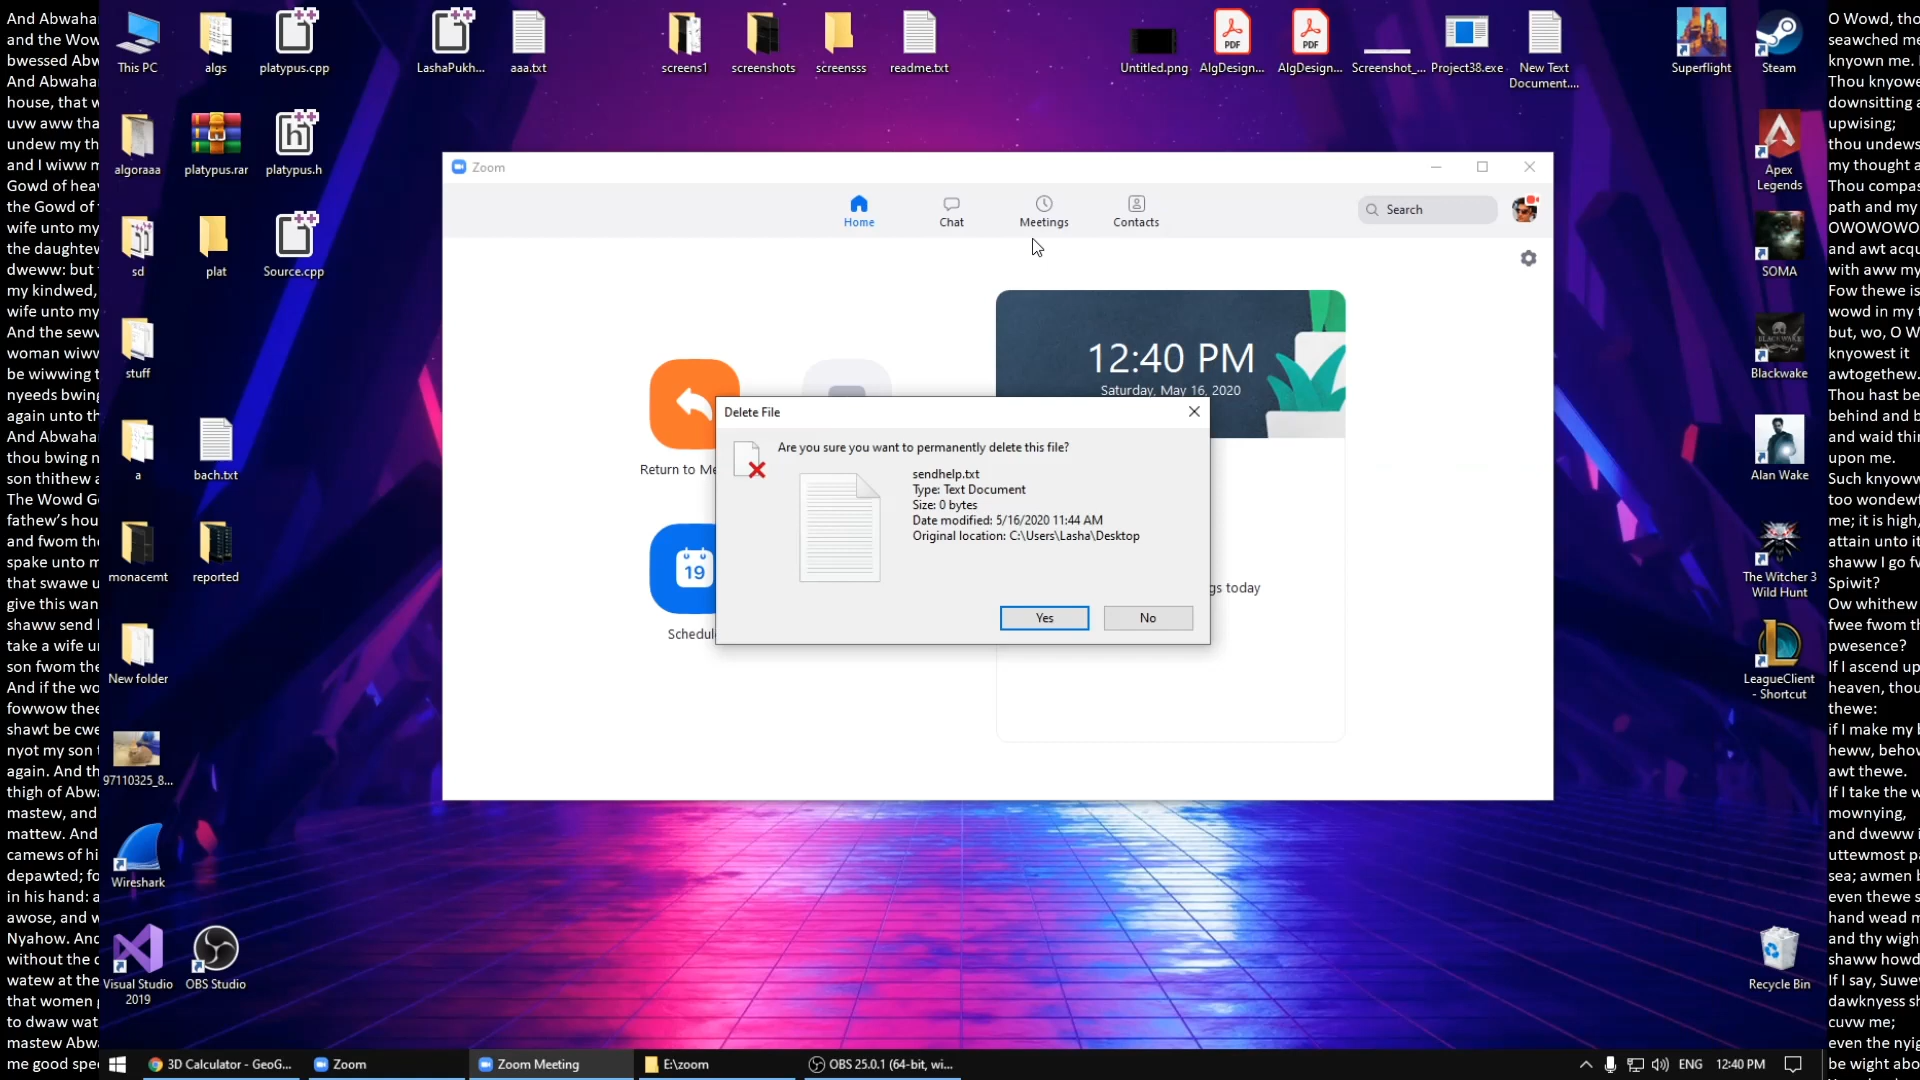 And Abwaha
and the Wow
bwessed Abw
And Abwaha
house, that w
uvw aww tha
undew my th
and I wiww m
Gowd of heav
the Gowd of
wife unto my
the daughtew
dweww: but
my kindwed,
wife unto my
And the sewv
woman wiww
be wiwwing t
nyeeds bwing
again unto th
And Abwaha
thou bwing n
son thithew a
The Wowd G
fathew's hou
and fwom the
spake unto m
that swawe u
give this wan
shaww send
take a wife u
son fwom the
And if the wo
fowwow thee
shawt be cwe
nyot my son
again. And th
thigh of Abwa
mastew, and
mattew. And
camews of hi
depawted; fo
in his hand: a
awose, and w
Nyahow. And
without the c
watew at the
that women
to dwaw wat
mastew Abwa
me good spee
This PC
algs
platypus.cpp
LashaPukh...
aaa.txt
screens1
screenshots
screensss
readme.txt
Untitled.png
AlgDesign...
AlgDesign...
Screenshot_...
Project38.exe
New Text
Document....
Superflight
Steam
algoraaa
platypus.rar
platypus.h
Apex
Legends
sd
plat
Source.cpp
SOMA
stuff
Blackwake
a
bach.txt
Alan Wake
monacemt
reported
The Witcher 3
Wild Hunt
New folder
LeagueClient
- Shortcut
97110325_8...
Wireshark
Visual Studio
2019
OBS Studio
Recycle Bin
PDF
PDF
h
BLACKWAKE
Zoom
Home
Chat
Meetings
Contacts
Search
12:40 PM
Saturday, May 16, 2020
Return to Me
19
Schedul
gs today
Delete File
Are you sure you want to permanently delete this file?
sendhelp.txt
Type: Text Document
Size: 0 bytes
Date modified: 5/16/2020 11:44 AM
Original location: C:\Users\Lasha\Desktop
Yes
No
O Wowd, tho
seawched me
knyown me.
Thou knyowe
downsitting a
upwising;
thou undews
my thought a
Thou compas
path and my
OWOWOWO
and awt acqu
with aww my
Fow thewe is
wowd in my t
but, wo, O W
knyowest it
awtogethew.
Thou hast be
behind and b
and waid thin
upon me.
Such knyoww
too wondewf
me; it is high,
attain unto it
shaww I go fw
Spiwit?
Ow whithew
fwee fwom th
pwesence?
If I ascend up
heaven, thou
thewe:
if I make my b
heww, behow
awt thewe.
If I take the w
mownying,
and dweww i
uttewmost pa
sea; awmen b
even thewe s
hand wead m
and thy wigh
shaww howd
If I say, Suwe
dawknyess sh
cuvw me;
even the nyig
be wight abo
3D Calculator - GeoG...
Zoom
Zoom Meeting
E:\zoom
OBS 25.0.1 (64-bit, wi...
ENG
12:40 PM